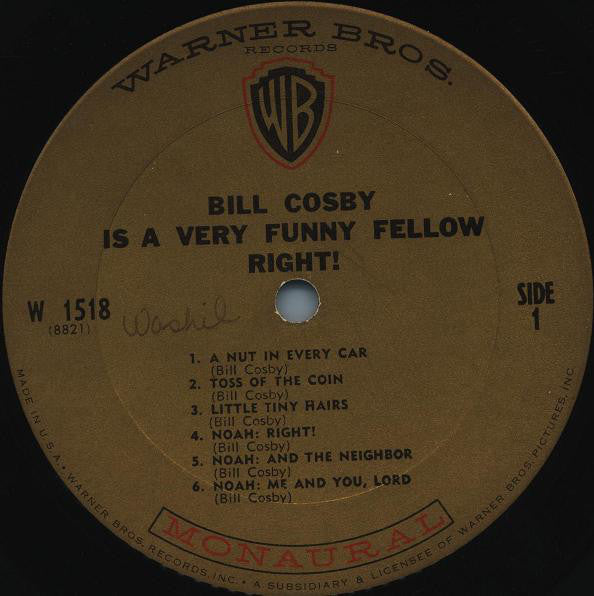 WARNER BROS.
RECORDS
WB
BILL COSBY
IS A VERY FUNNY FELLOW
RIGHT!
W 1518
(8821)
SIDE
1
1. A NUT IN EVERY CAR
(Bill Cosby)
2. TOSS OF THE COIN
(Bill Cosby)
3. LITTLE TINY HAIRS
(Bill Cosby)
4. NOAH: RIGHT!
(Bill Cosby)
5. NOAH: AND THE NEIGHBOR
(Bill Cosby)
6. NOAH: ME AND YOU, LORD
(Bill Cosby)
MONAURAL
MADE IN U.S.A. • WARNER BROS. RECORDS, INC. • A SUBSIDIARY & LICENSEE OF WARNER BROS. PICTURES, INC.